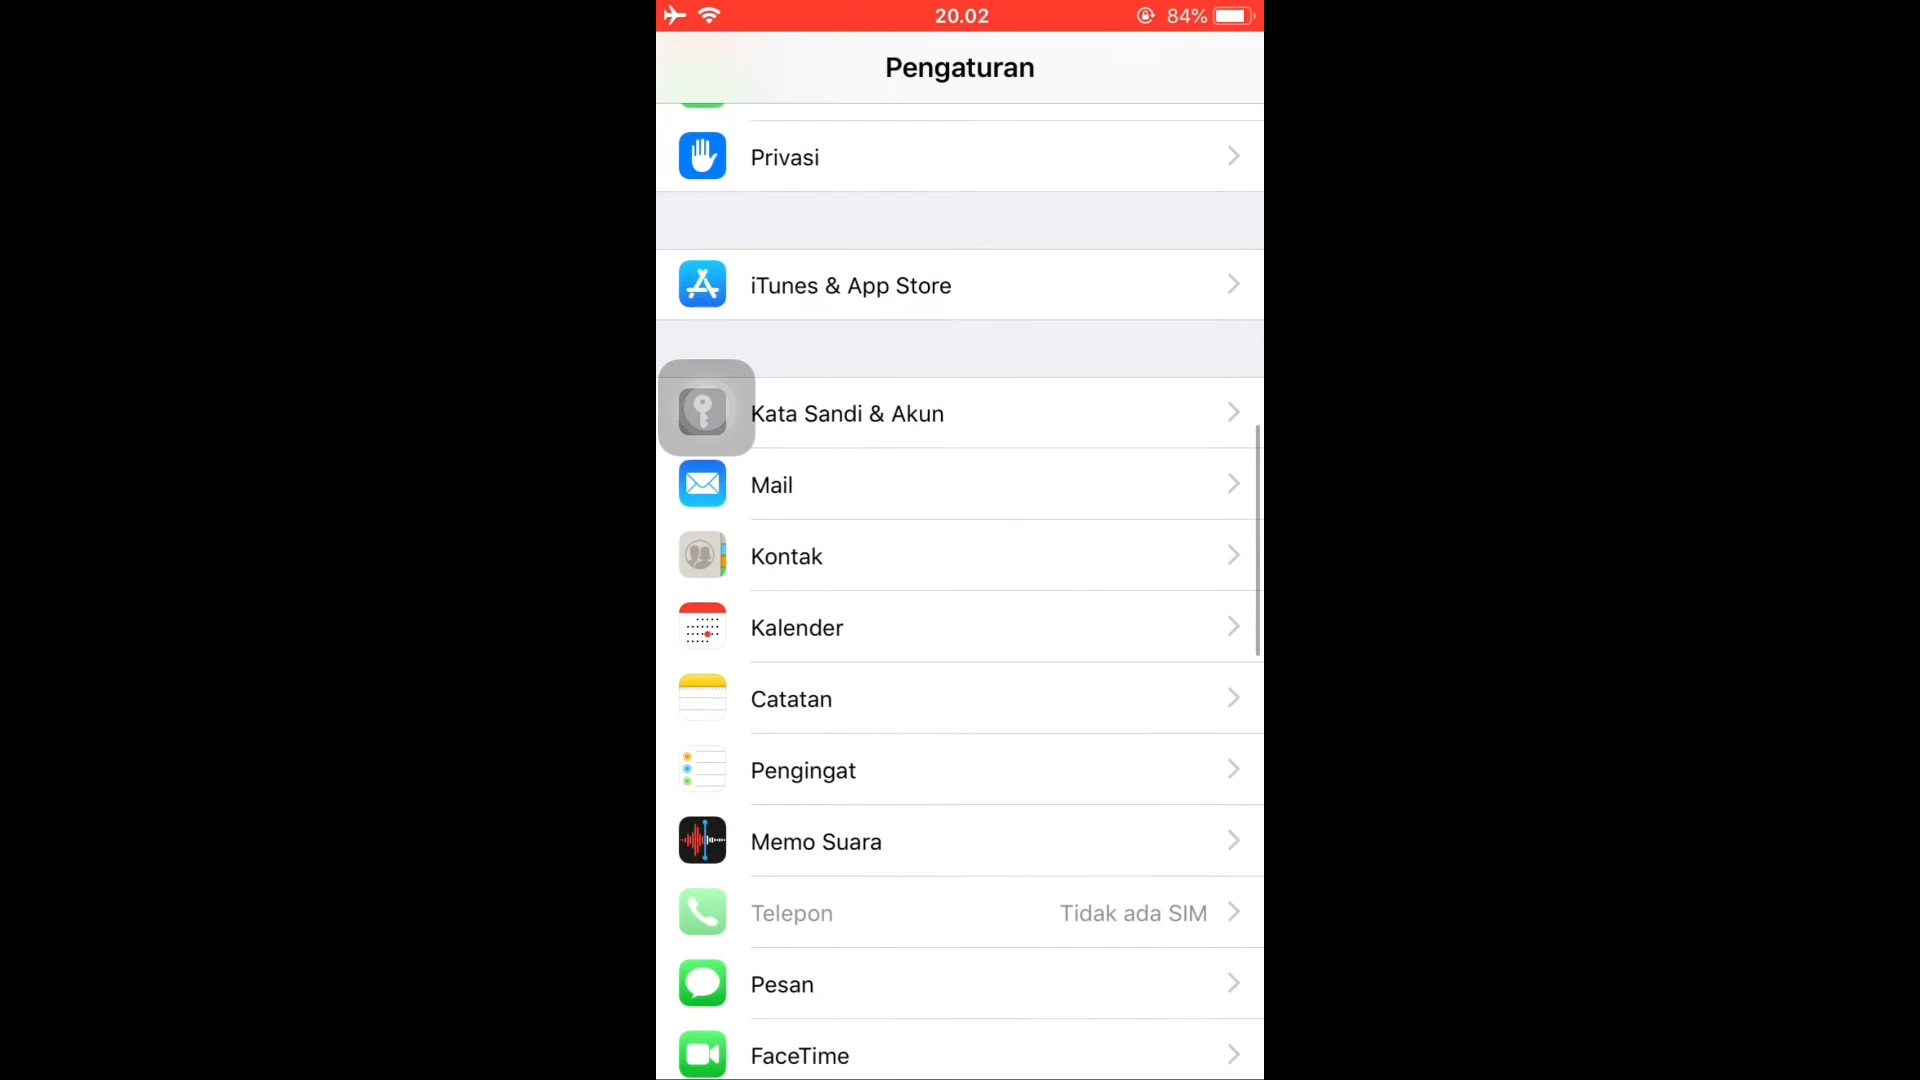 20.02
84%
Pengaturan
Privasi
iTunes & App Store
Kata Sandi & Akun
Mail
Kontak
Kalender
Catatan
Pengingat
Memo Suara
Telepon Tidak ada SIM
Pesan
FaceTime